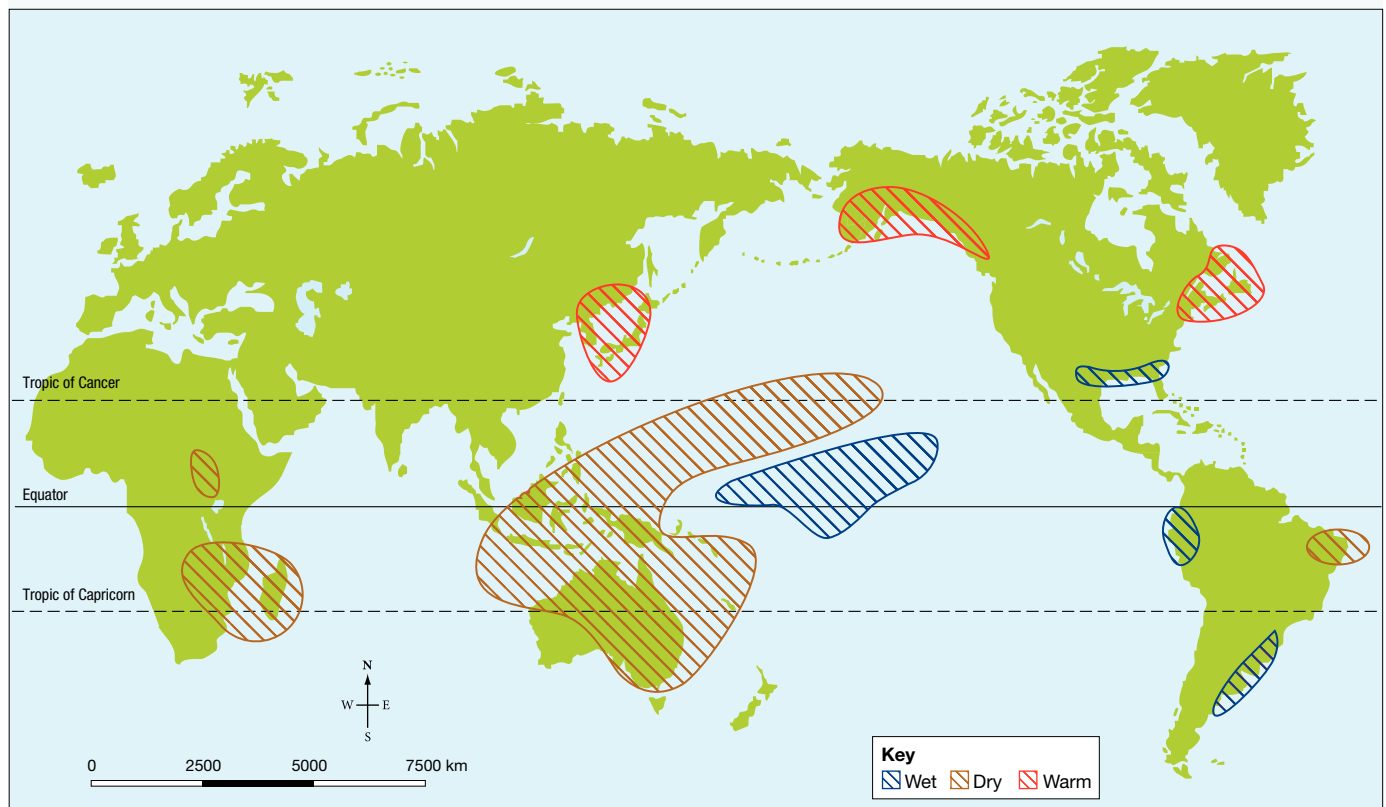 Tropic of Cancer
Equator
Tropic of Capricorn
N
W E
S
0 2500 5000 7500 km
Key
Wet Dry Warm